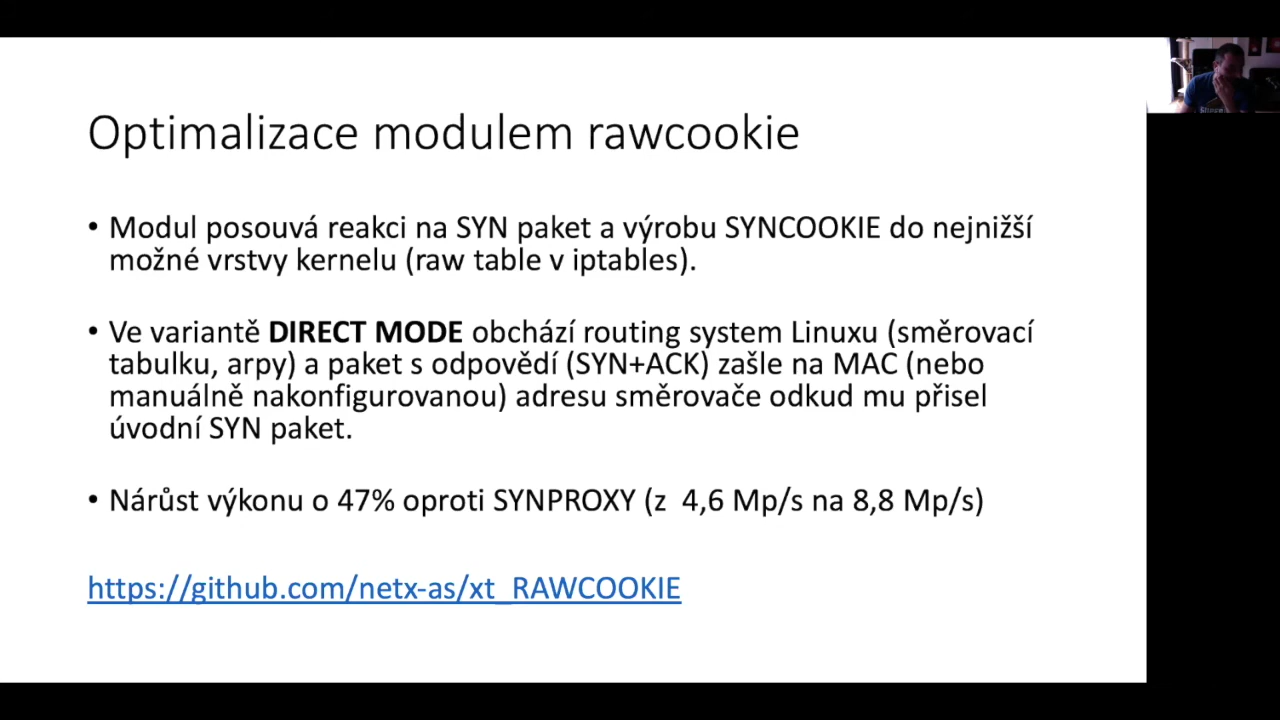 Optimalizace modulem rawcookie
• Modul posouvá reakci na SYN paket a výrobu SYNCOOKIE do nejnižší
možné vrstvy kernelu (raw table v iptables).
• Ve variantě DIRECT MODE obchází routing system Linuxu (směrovací
tabulku, arpy) a paket s odpovědí (SYN+ACK) zašle na MAC (nebo
manuálně nakonfigurovanou) adresu směrovače odkud mu přisel
úvodní SYN paket.
• Nárůst výkonu o 47% oproti SYNPROXY (z  4,6 Mp/s na 8,8 Mp/s)
https://github.com/netx-as/xt_RAWCOOKIE